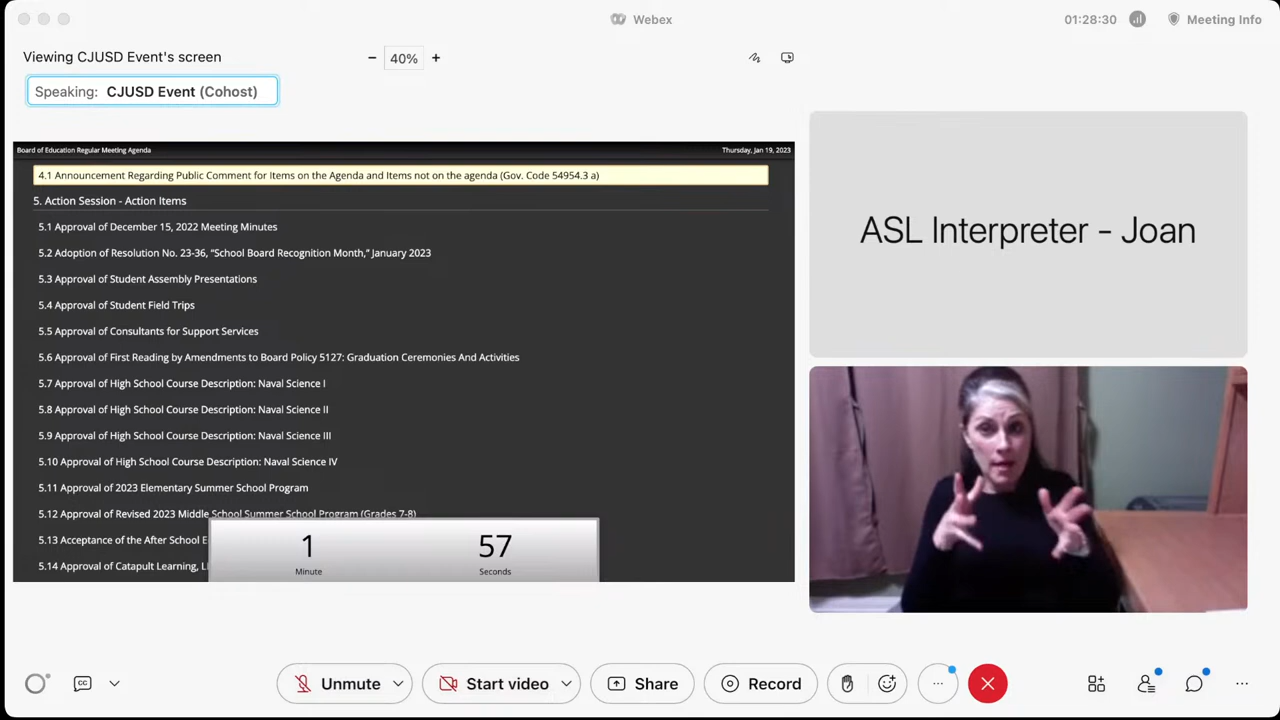 Webex
01:28:30
Meeting Info
Viewing CJUSD Event's screen
− 40% +
Speaking: CJUSD Event (Cohost)
Board of Education Regular Meeting Agenda
Thursday, Jan 19, 2023
4.1 Announcement Regarding Public Comment for Items on the Agenda and Items not on the agenda (Gov. Code 54954.3 a)
5. Action Session - Action Items
5.1 Approval of December 15, 2022 Meeting Minutes
5.2 Adoption of Resolution No. 23-36, “School Board Recognition Month,” January 2023
5.3 Approval of Student Assembly Presentations
5.4 Approval of Student Field Trips
5.5 Approval of Consultants for Support Services
5.6 Approval of First Reading by Amendments to Board Policy 5127: Graduation Ceremonies And Activities
5.7 Approval of High School Course Description: Naval Science I
5.8 Approval of High School Course Description: Naval Science II
5.9 Approval of High School Course Description: Naval Science III
5.10 Approval of High School Course Description: Naval Science IV
5.11 Approval of 2023 Elementary Summer School Program
5.12 Approval of Revised 2023 Middle School Summer School Program (Grades 7-8)
5.13 Acceptance of the After School E
5.14 Approval of Catapult Learning, L
1 57
Minute Seconds
ASL Interpreter - Joan
CC
Unmute
Start video
Share
Record